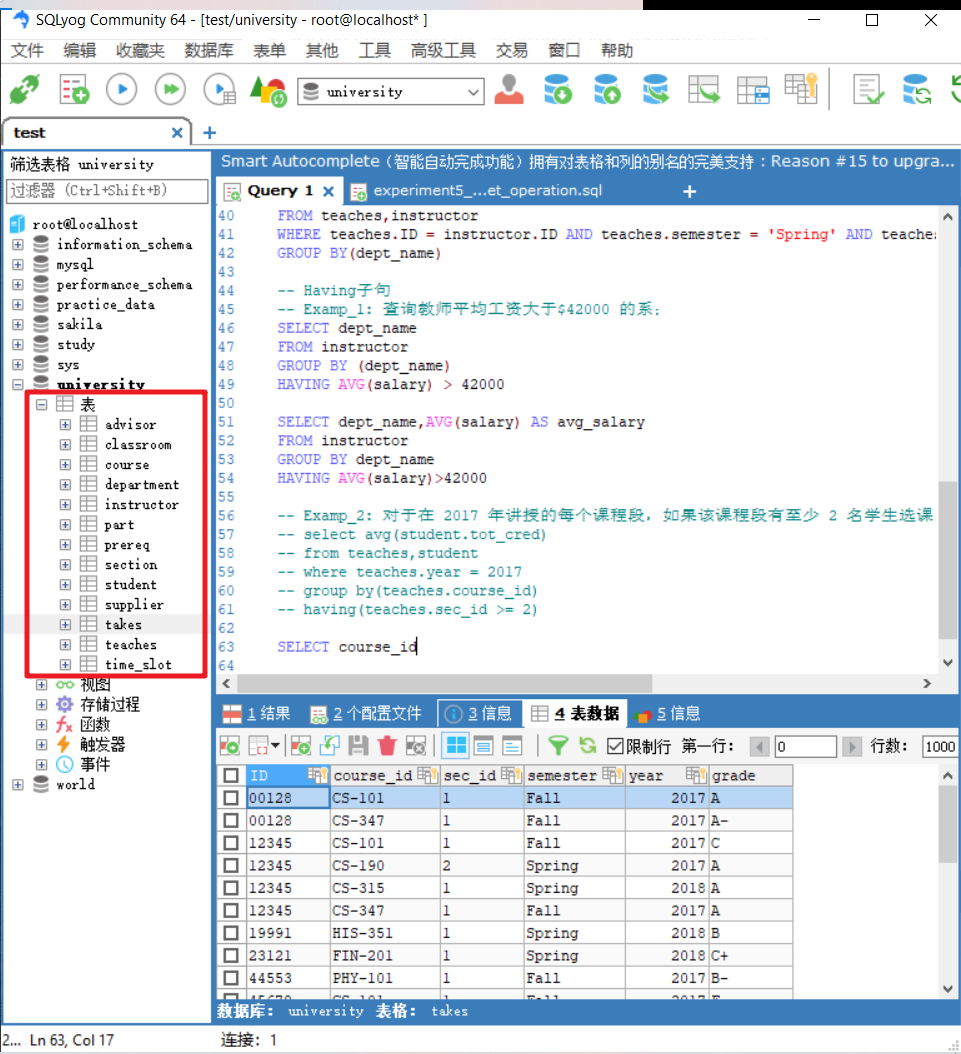 SQLyog Community 64 - [test/university - root@localhost* ]
文件 编辑 收藏夹 数据库 表单 其他 工具 高级工具 交易 窗口 帮助
university
test
筛选表格 university
过滤器 (Ctrl+Shift+B)
root@localhost
information_schema
mysql
performance_schema
practice_data
sakila
study
sys
university
表
advisor
classroom
course
department
instructor
part
prereq
section
student
supplier
takes
teaches
time_slot
视图
存储过程
函数
触发器
事件
world
Smart Autocomplete（智能自动完成功能）拥有对表格和列的别名的完美支持：Reason #15 to upgra...
Query 1 experiment5_...et_operation.sql
40 FROM teaches,instructor
41 WHERE teaches.ID = instructor.ID AND teaches.semester = 'Spring' AND teache
42 GROUP BY(dept_name)
43
44 -- Having子句
45 -- Examp_1: 查询教师平均工资大于$42000 的系;
46 SELECT dept_name
47 FROM instructor
48 GROUP BY (dept_name)
49 HAVING AVG(salary) > 42000
50
51 SELECT dept_name,AVG(salary) AS avg_salary
52 FROM instructor
53 GROUP BY dept_name
54 HAVING AVG(salary)>42000
55
56 -- Examp_2: 对于在 2017 年讲授的每个课程段，如果该课程段有至少 2 名学生选课
57 -- select avg(student.tot_cred)
58 -- from teaches,student
59 -- where teaches.year = 2017
60 -- group by(teaches.course_id)
61 -- having(teaches.sec_id >= 2)
62
63 SELECT course_id
64
1 结果 2 个配置文件 3 信息 4 表数据 5 信息
限制行 第一行: 0 行数: 1000
ID course_id sec_id semester year grade
00128 CS-101 1 Fall 2017 A
00128 CS-347 1 Fall 2017 A-
12345 CS-101 1 Fall 2017 C
12345 CS-190 2 Spring 2017 A
12345 CS-315 1 Spring 2018 A
12345 CS-347 1 Fall 2017 A
19991 HIS-351 1 Spring 2018 B
23121 FIN-201 1 Spring 2018 C+
44553 PHY-101 1 Fall 2017 B-
数据库: university 表格: takes
2... Ln 63, Col 17 连接: 1